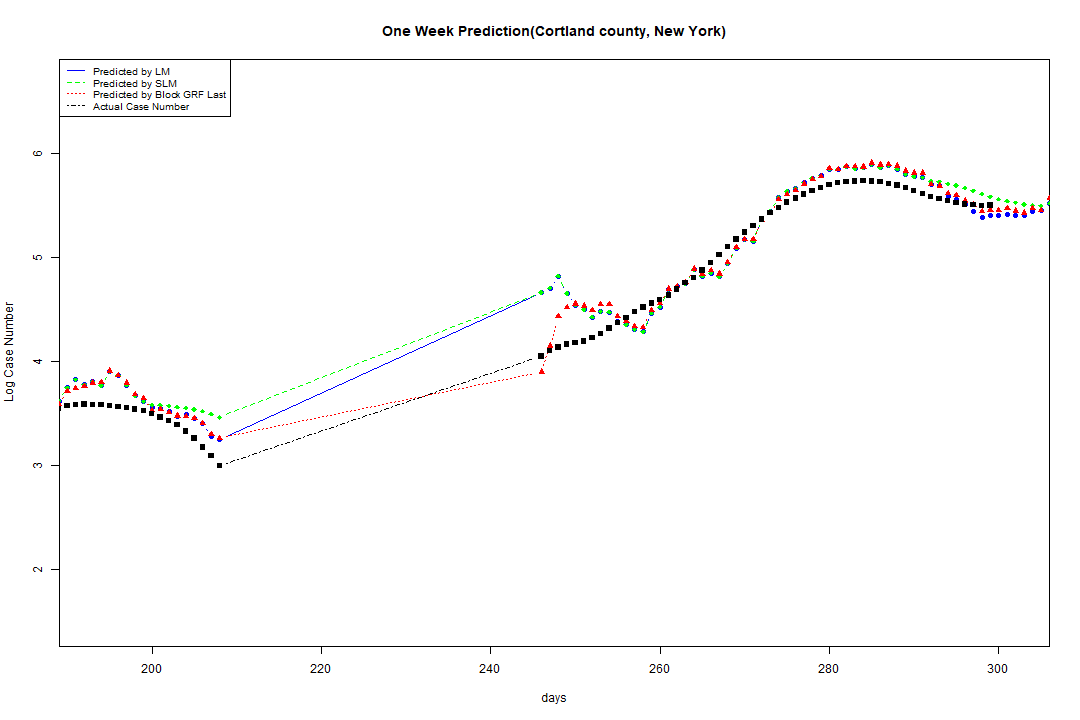 One Week Prediction(Cortland county, New York)
Predicted by LM
Predicted by SLM
Predicted by Block GRF Last
Actual Case Number
6
5
4
3
2
Log Case Number
200 220 240 260 280 300
days